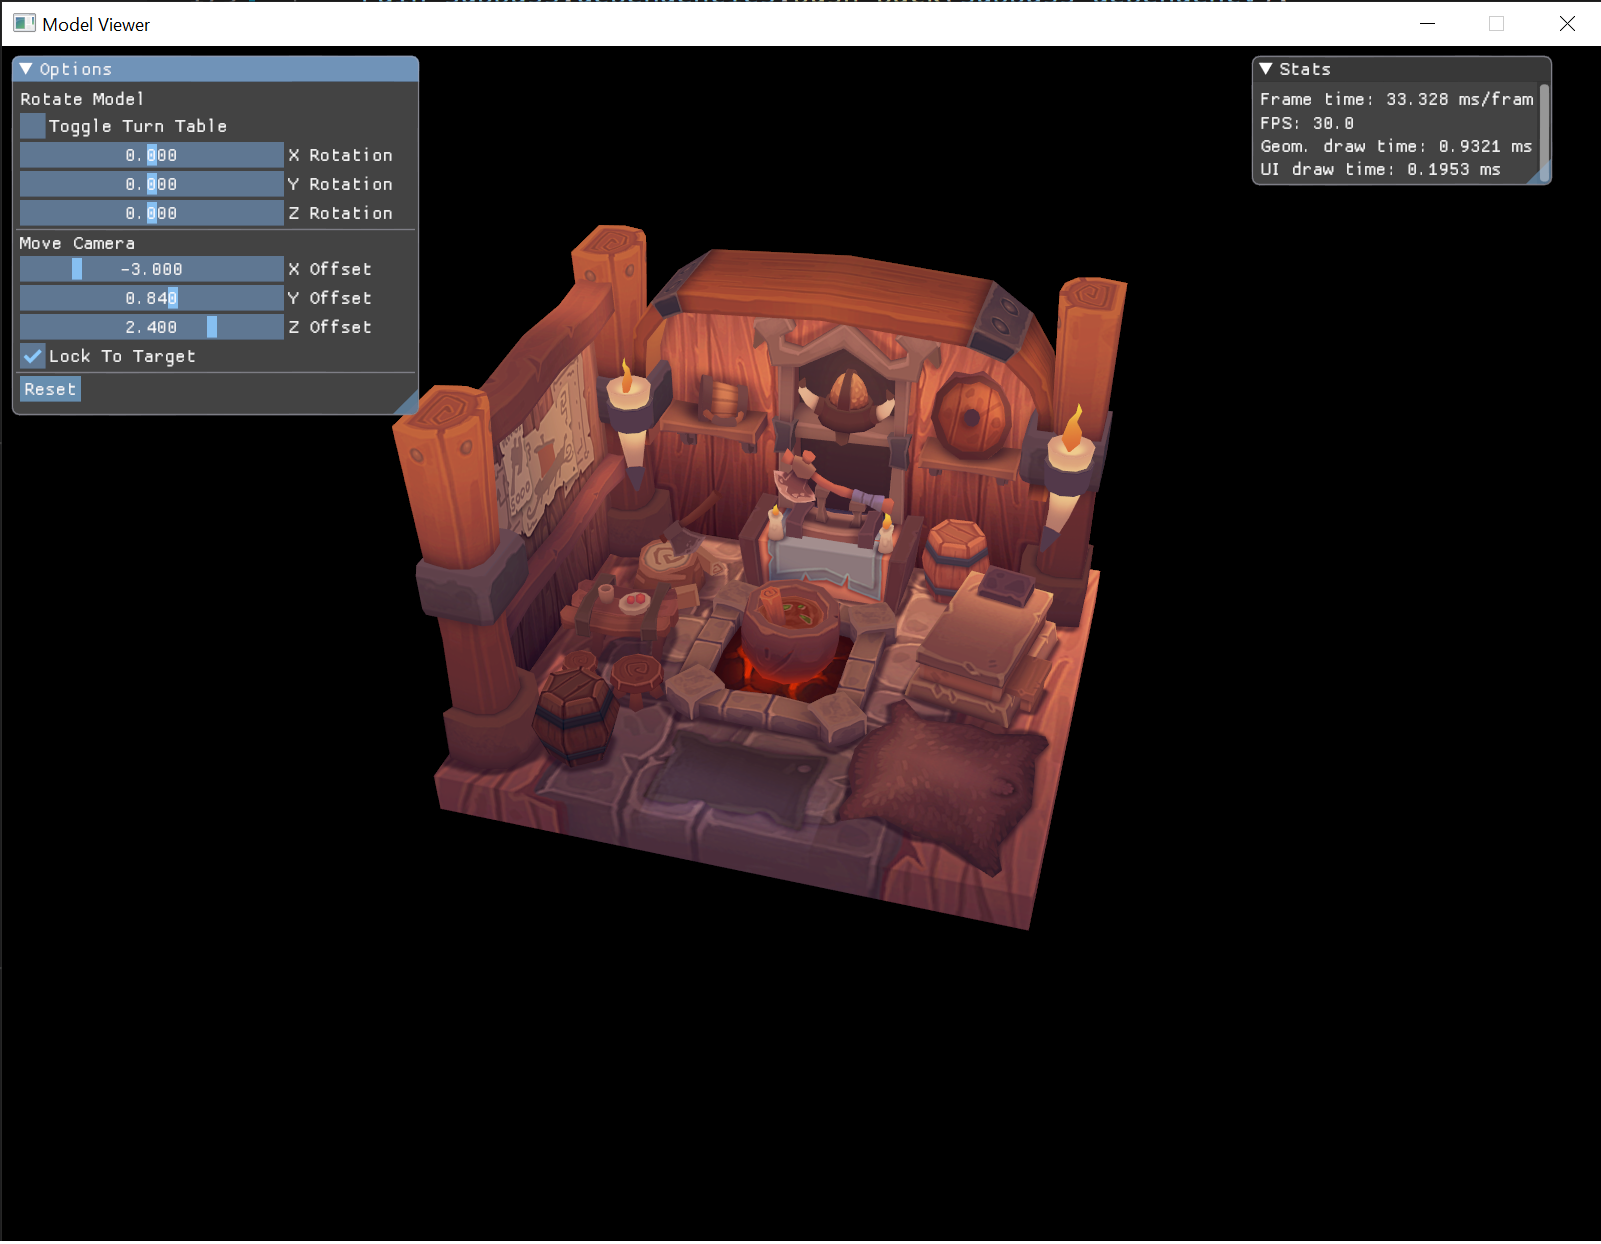 Model Viewer
Options
Rotate Model
Toggle Turn Table
0.000 X Rotation
0.000 Y Rotation
0.000 Z Rotation
Move Camera
-3.000 X Offset
0.840 Y Offset
2.400 Z Offset
Lock To Target
Reset
Stats
Frame time: 33.328 ms/fram
FPS: 30.0
Geom. draw time: 0.9321 ms
UI draw time: 0.1953 ms